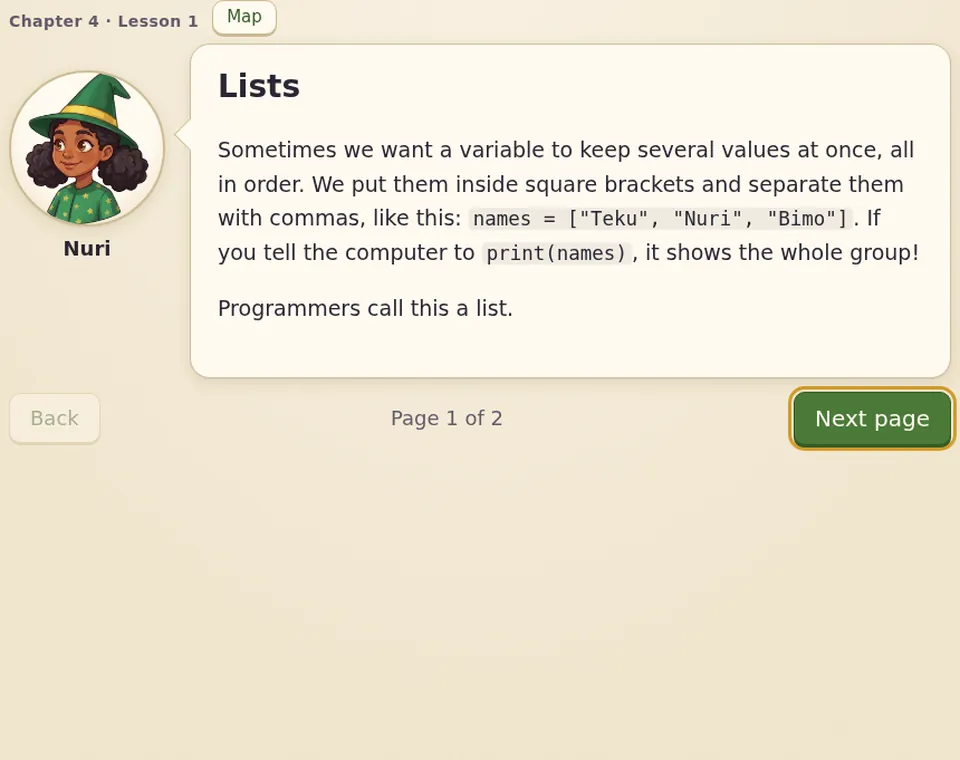 Chapter 4 · Lesson 1
Map
Nuri
Lists
Sometimes we want a variable to keep several values at once, all
in order. We put them inside square brackets and separate them
with commas, like this: names = ["Teku", "Nuri", "Bimo"]. If
you tell the computer to print(names), it shows the whole group!
Programmers call this a list.
Back
Page 1 of 2
Next page